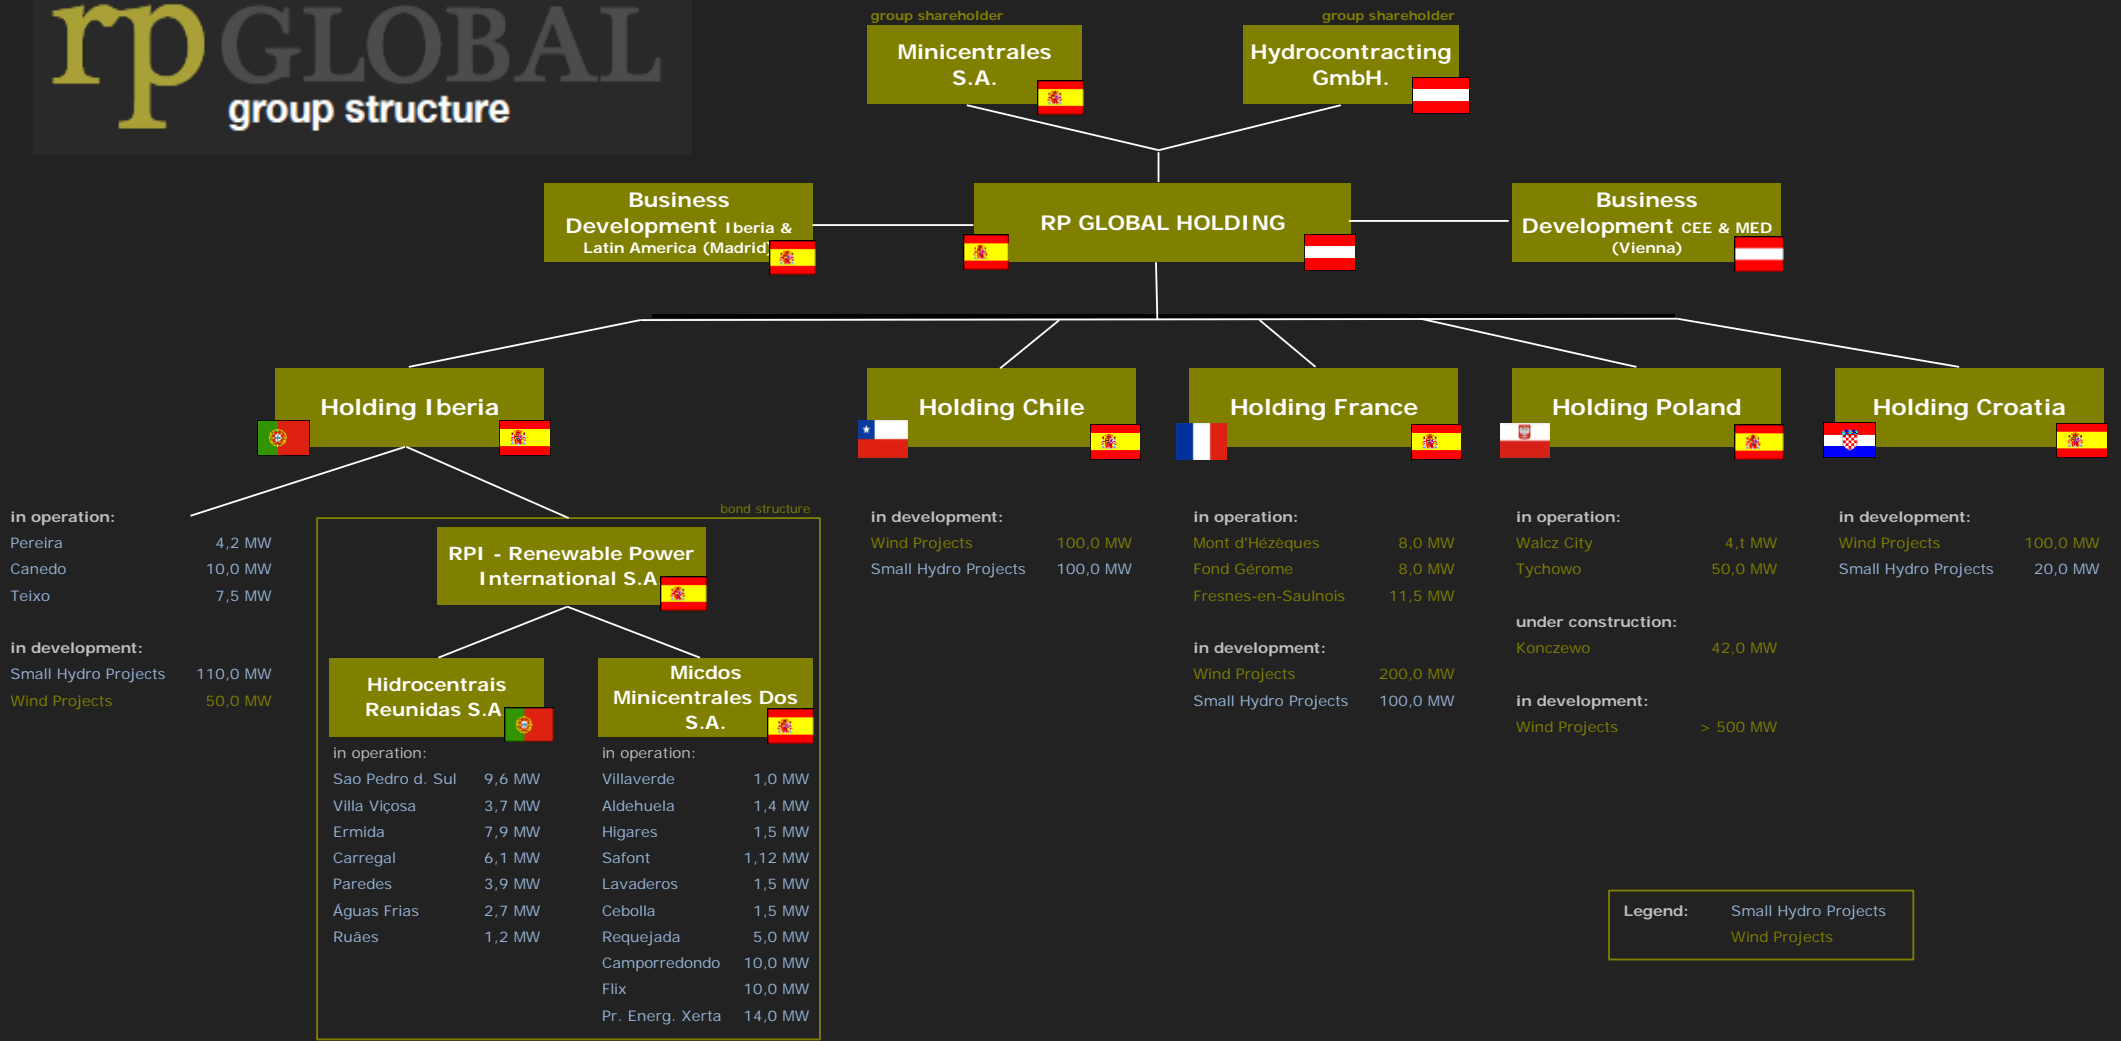 rp GLOBAL
group structure
group shareholder
Minicentrales
S.A.
group shareholder
Hydrocontracting
GmbH.
Business
Development Iberia &
Latin America (Madrid)
RP GLOBAL HOLDING
Business
Development CEE & MED
(Vienna)
Holding Iberia
Holding Chile
Holding France
Holding Poland
Holding Croatia
in operation:
Pereira 4,2 MW
Canedo 10,0 MW
Teixo 7,5 MW
in development:
Small Hydro Projects 110,0 MW
Wind Projects 50,0 MW
bond structure
RPI - Renewable Power
International S.A
Hidrocentrais
Reunidas S.A
in operation:
Sao Pedro d. Sul 9,6 MW
Villa Viçosa 3,7 MW
Ermida 7,9 MW
Carregal 6,1 MW
Paredes 3,9 MW
Águas Frias 2,7 MW
Ruães 1,2 MW
Micdos
Minicentrales Dos
S.A.
in operation:
Villaverde 1,0 MW
Aldehuela 1,4 MW
Higares 1,5 MW
Safont 1,12 MW
Lavaderos 1,5 MW
Cebolla 1,5 MW
Requejada 5,0 MW
Camporredondo 10,0 MW
Flix 10,0 MW
Pr. Energ. Xerta 14,0 MW
in development:
Wind Projects 100,0 MW
Small Hydro Projects 100,0 MW
in operation:
Mont d'Hézèques 8,0 MW
Fond Gérome 8,0 MW
Fresnes-en-Saulnois 11,5 MW
in development:
Wind Projects 200,0 MW
Small Hydro Projects 100,0 MW
in operation:
Walcz City 4,t MW
Tychowo 50,0 MW
under construction:
Konczewo 42,0 MW
in development:
Wind Projects > 500 MW
in development:
Wind Projects 100,0 MW
Small Hydro Projects 20,0 MW
Legend: Small Hydro Projects
Wind Projects